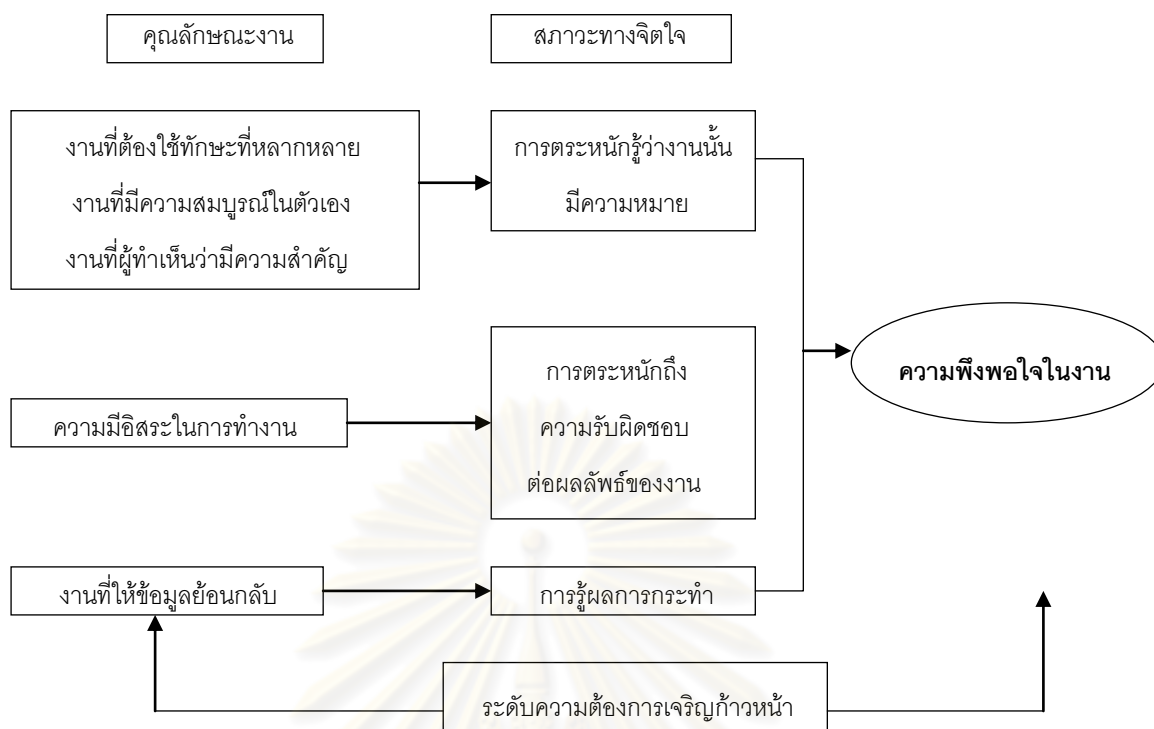 คุณลักษณะงาน
สภาวะทางจิตใจ
งานที่ต้องใช้ทักษะที่หลากหลาย
งานที่มีความสมบูรณ์ในตัวเอง
งานที่ผู้ทำเห็นว่ามีความสำคัญ
การตระหนักรู้ว่างานนั้น
มีความหมาย
ความพึงพอใจในงาน
ความมีอิสระในการทำงาน
การตระหนักถึง
ความรับผิดชอบ
ต่อผลลัพธ์ของงาน
งานที่ให้ข้อมูลย้อนกลับ
การรู้ผลการกระทำ
ระดับความต้องการเจริญก้าวหน้า